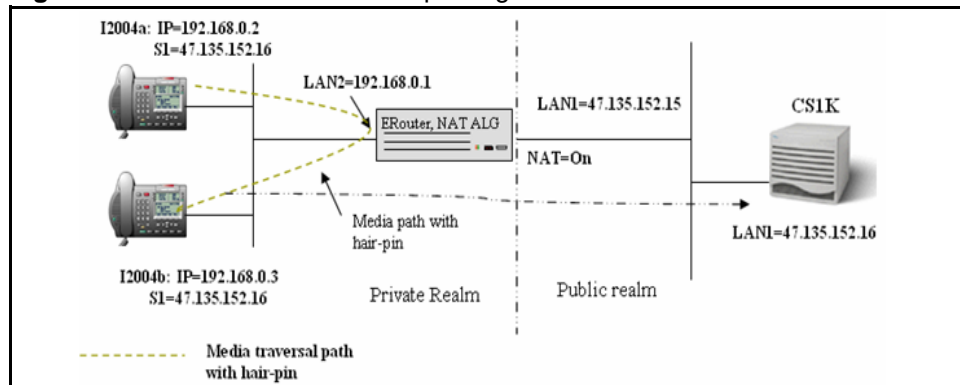 I2004a: IP=192.168.0.2
S1=47.135.152.16
LAN2=192.168.0.1
ERouter, NAT ALG
LAN1=47.135.152.15
NAT=On
CS1K
LAN1=47.135.152.16
Media path with
hair-pin
I2004b: IP=192.168.0.3
S1=47.135.152.16
Private Realm
Public realm
Media traversal path
with hair-pin